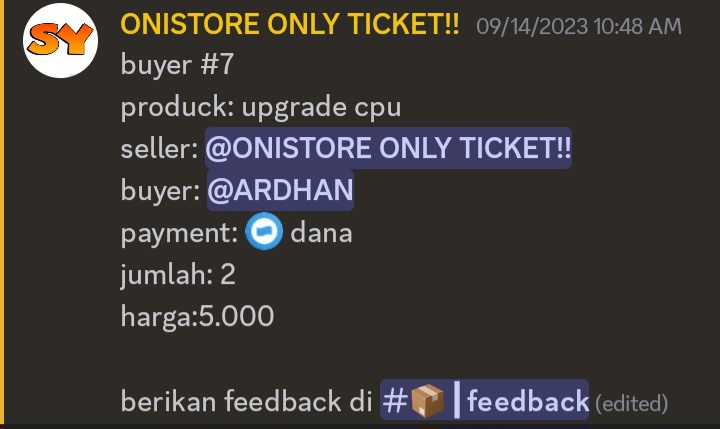 SY
ONISTORE ONLY TICKET!! 09/14/2023 10:48 AM
buyer #7
produck: upgrade cpu
seller: @ONISTORE ONLY TICKET!!
buyer: @ARDHAN
payment: dana
jumlah: 2
harga:5.000
berikan feedback di #📦┃feedback (edited)